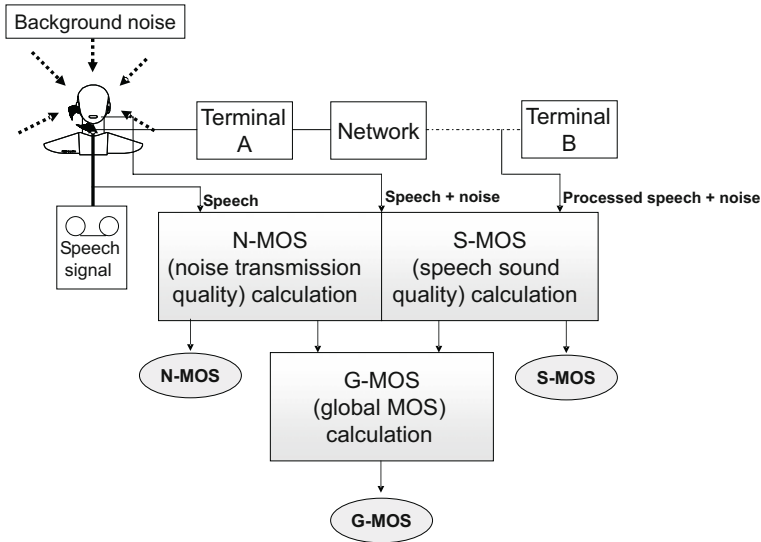 Background noise
Terminal
A
Network
Terminal
B
Speech
Speech + noise
Processed speech + noise
Speech
signal
N-MOS
(noise transmission
quality) calculation
S-MOS
(speech sound
quality) calculation
N-MOS
S-MOS
G-MOS
(global MOS)
calculation
G-MOS